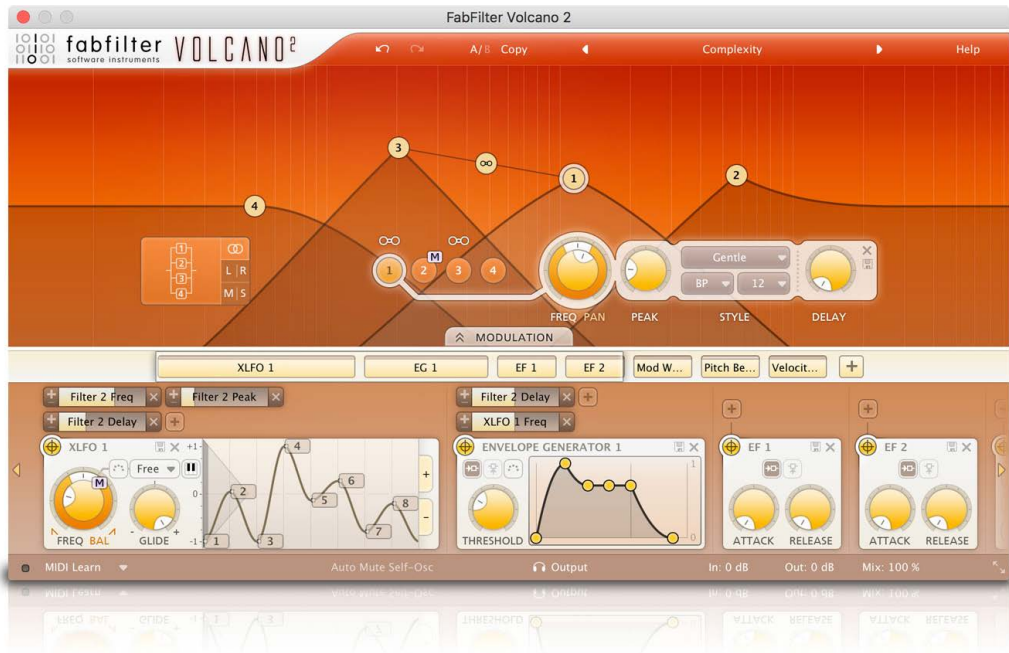 FabFilter Volcano 2
fabfilter VOLCANO2
software instruments
A/B Copy Complexity Help
3
∞
1
2
4
1
2
3
4
L R
M S
1 2 M 3 4
Gentle
BP 12
FREQ PAN PEAK STYLE DELAY
MODULATION
XLFO 1 EG 1 EF 1 EF 2 Mod W... Pitch Be... Velocit... +
+ Filter 2 Freq X + Filter 2 Peak X + Filter 2 Delay X +
+ Filter 2 Delay X + + XLFO 1 Freq X + +
XLFO 1 X ENVELOPE GENERATOR 1 X EF 1 X EF 2 X
Free
M
+1
0
-1
1 2 3 4 5 6 7 8
+
-
1
0
FREQ BAL - GLIDE + THRESHOLD ATTACK RELEASE ATTACK RELEASE
MIDI Learn Auto Mute Self-Osc Output In: 0 dB Out: 0 dB Mix: 100 %